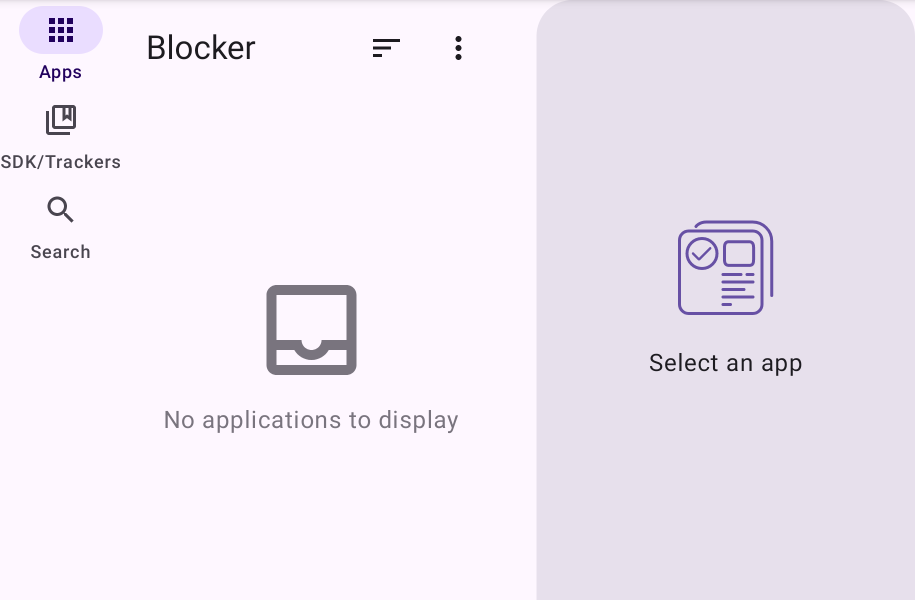 Apps
SDK/Trackers
Search
Blocker
No applications to display
Select an app